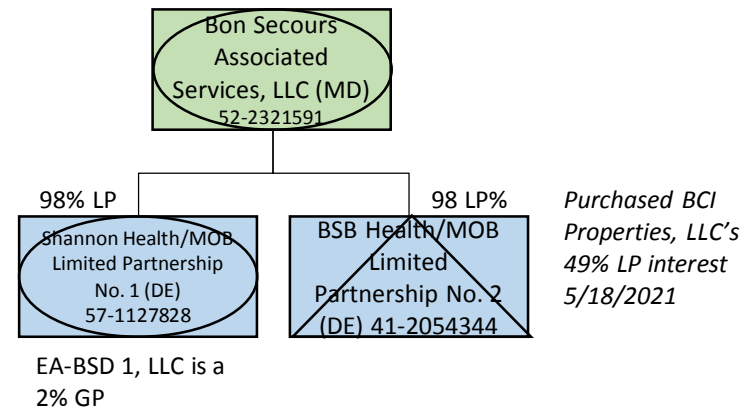 Bon Secours
Associated
Services, LLC (MD)
52-2321591
98% LP
98 LP%
Shannon Health/MOB
Limited Partnership
No. 1 (DE)
57-1127828
BSB Health/MOB
Limited
Partnership No. 2
(DE) 41-2054344
Purchased BCI
Properties, LLC’s
49% LP interest
5/18/2021
EA-BSD 1, LLC is a
2% GP